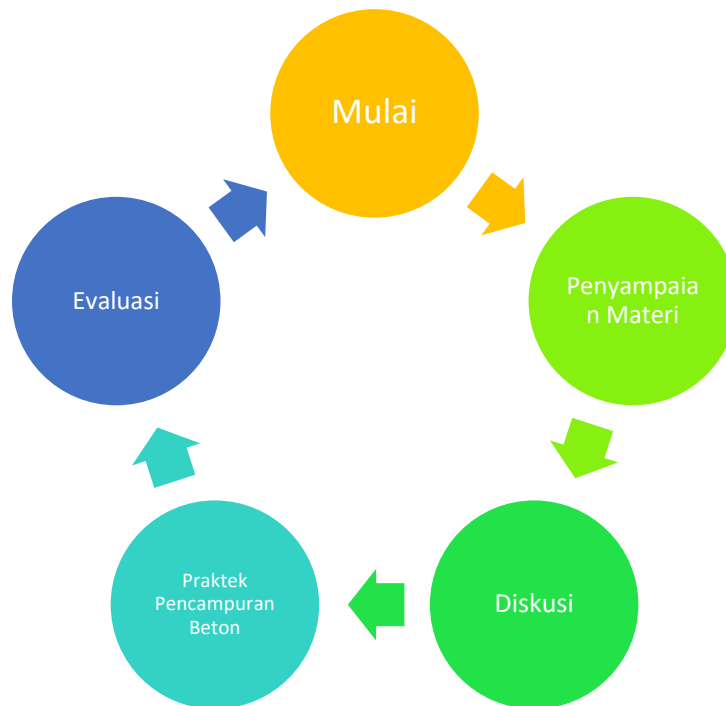 Mulai
Penyampaia
n Materi
Diskusi
Praktek
Pencampuran
Beton
Evaluasi